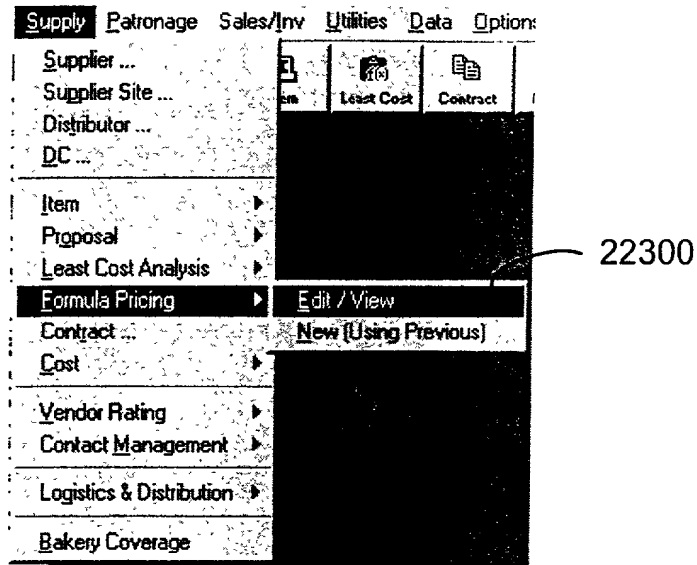 Supply Patronage Sales/Inv Utilities Data Option
Supplier ...
Supplier Site ...
Distributor ...
DC ...
Least Cost Contract
Item
Proposal
Least Cost Analysis
Formula Pricing
Edit / View
22300
New (Using Previous)
Contract ...
Cost
Vendor Rating
Contact Management
Logistics & Distribution
Bakery Coverage